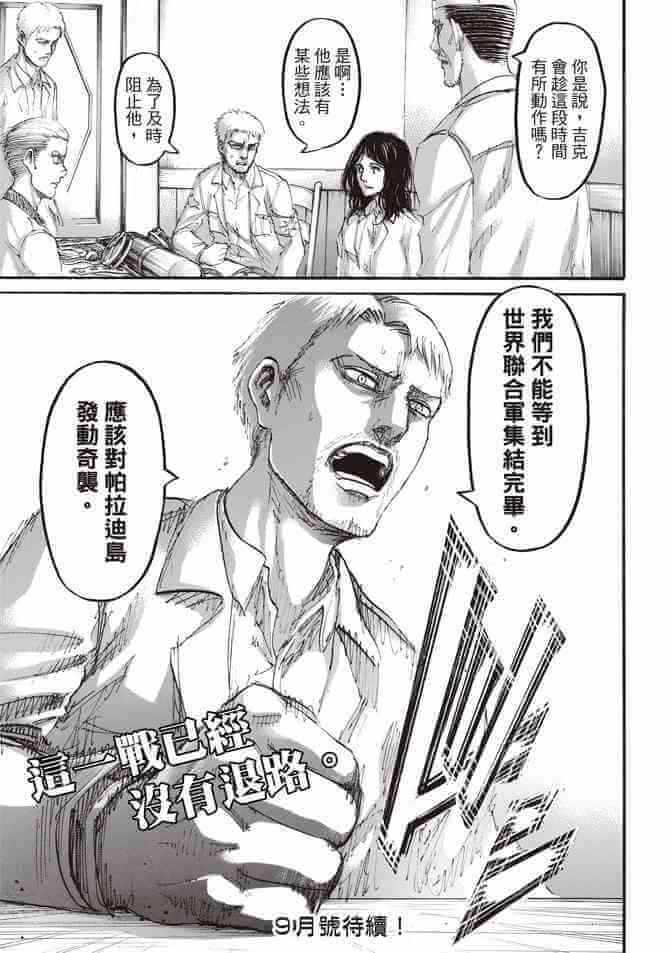 你是說，吉克
會趁這段時間
有所動作嗎？
是啊…
他應該有
某些想法。
為了及時
阻止他，
我們不能等到
世界聯合軍集結完畢。
應該對帕拉迪島
發動奇襲。
這一戰已經
沒有退路。
9月號待續！